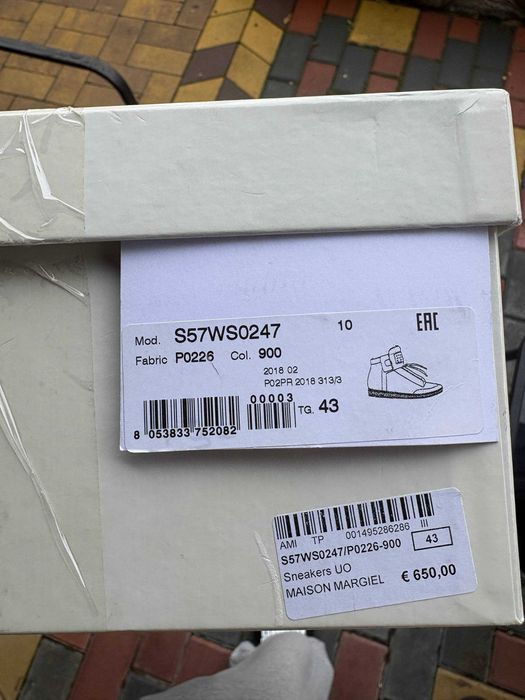 Mod. S57WS0247 10 EAC
Fabric P0226 Col. 900
2018 02
P02PR 2018 313/3
00003
8 053833 752082 TG. 43
AMI TP 001495286286 III
S57WS0247/P0226-900 43
Sneakers UO
MAISON MARGIEL € 650,00